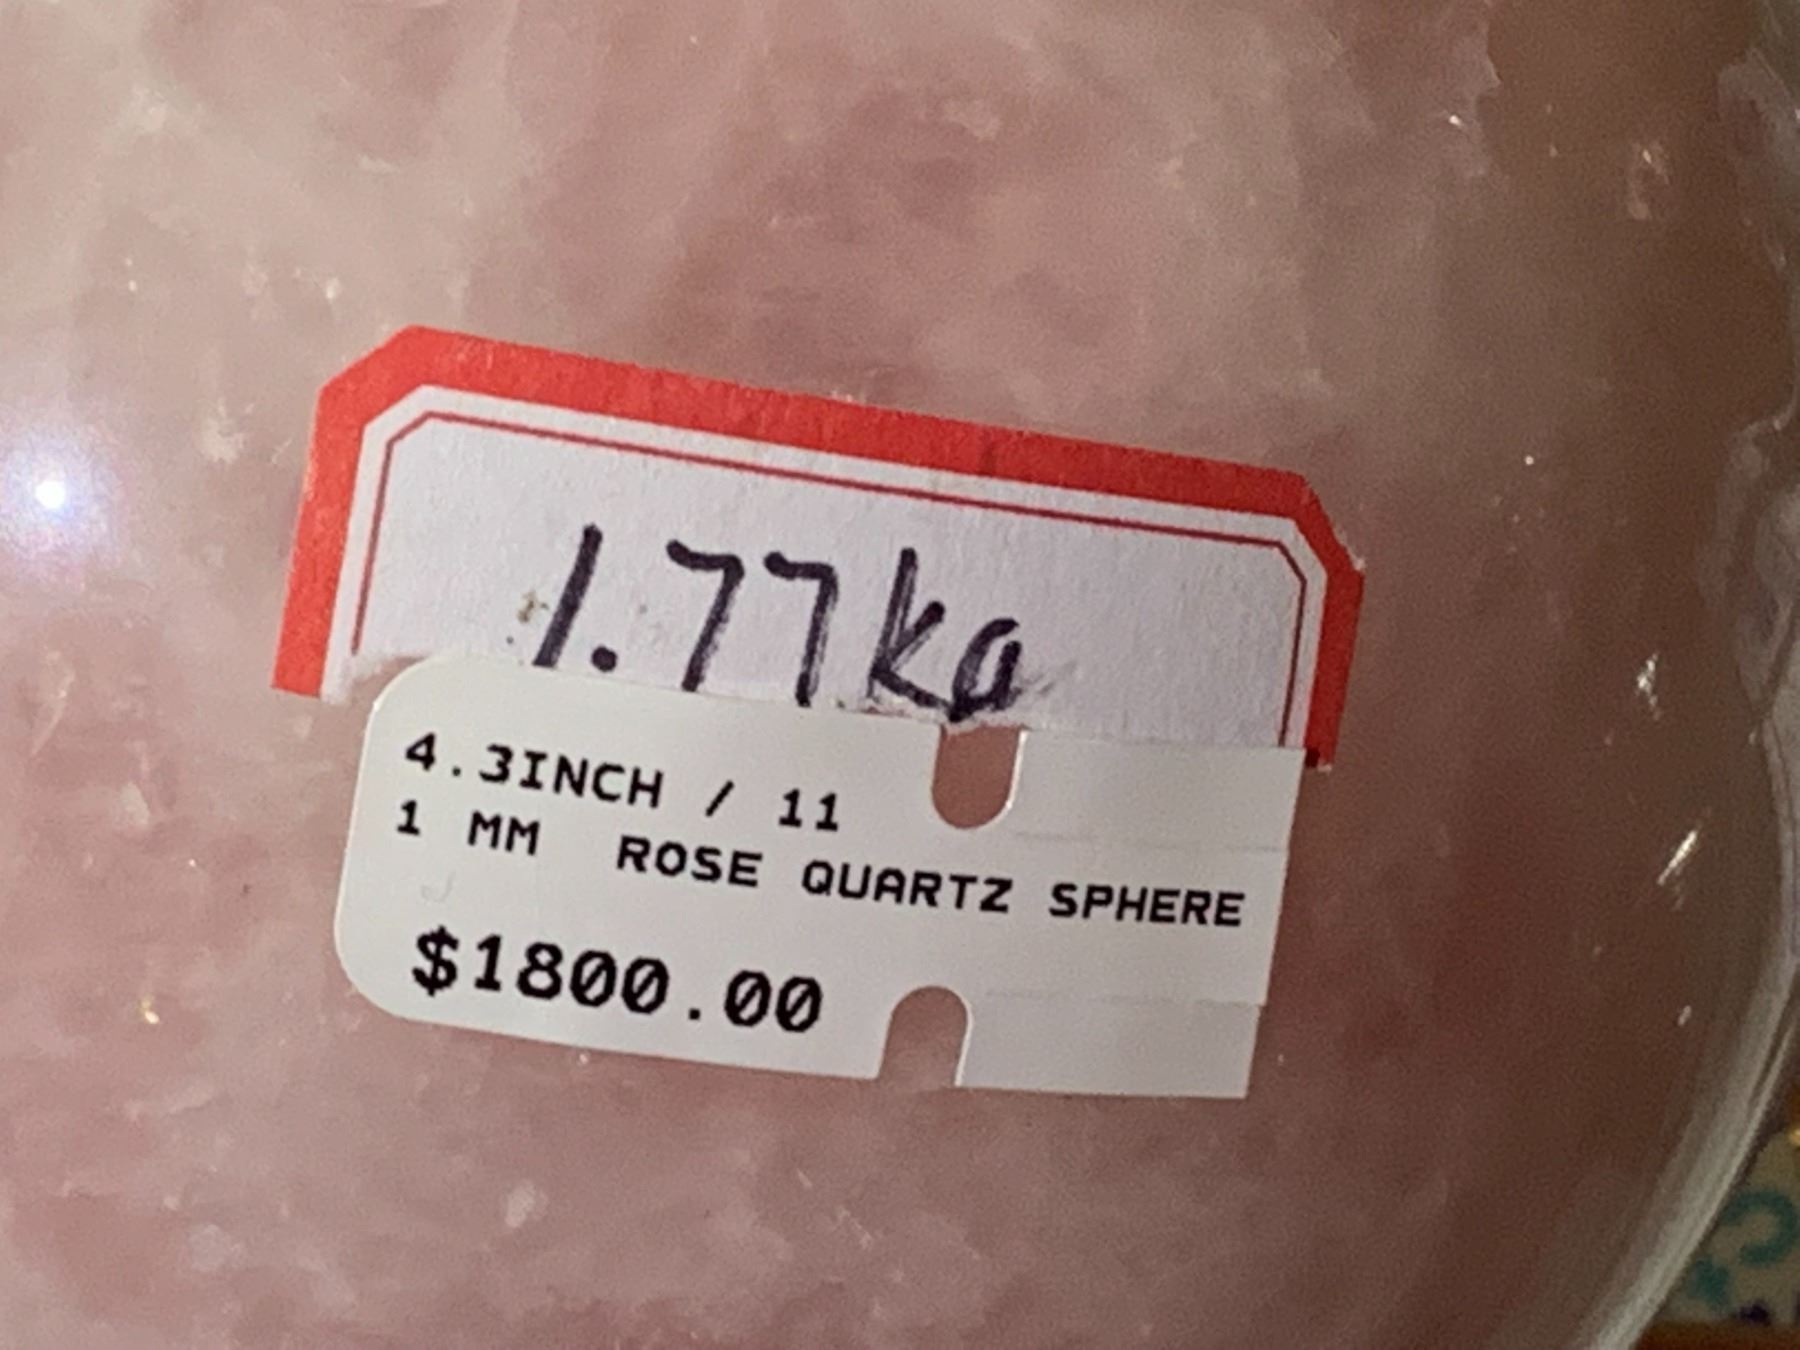 1.77kg
4.3INCH / 11
1 MM ROSE QUARTZ SPHERE
$1800.00